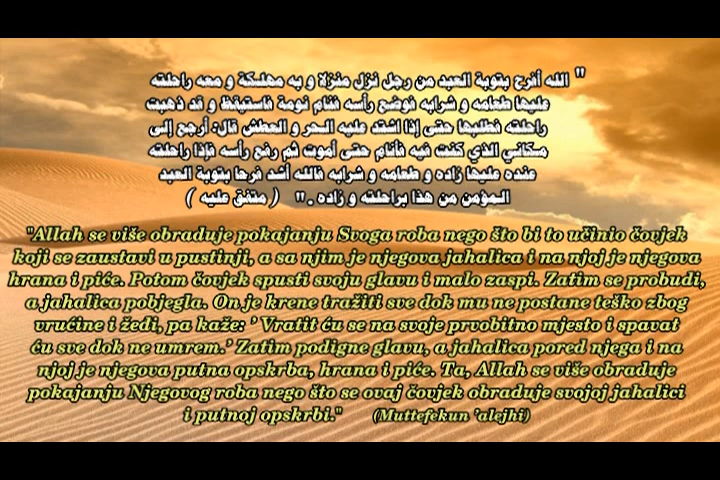 " الله أفرح بتوبة العبد من رجل نزل منزلا و به مهلكة و معه راحلته
عليها طعامه و شرابه فوضع رأسه فنام نومة فاستيقظ و قد ذهبت
راحلته فطلبها حتى إذا اشتد عليه الحر و العطش قال: أرجع إلى
مكاني الذي كنت فيه فأنام حتى أموت ثم رفع رأسه فإذا راحلته
عنده عليها زاده و طعامه و شرابه فالله أشد فرحا بتوبة العبد
المؤمن من هذا براحلته و زاده . " ( متفق عليه )
"Allah se više obraduje pokajanju Svoga roba nego što bi to učinio čovjek
koji se zaustavi u pustinji, a sa njim je njegova jahalica i na njoj je njegova
hrana i piće. Potom čovjek spusti svoju glavu i malo zaspi. Zatim se probudi,
a jahalica pobjegla. On je krene tražiti sve dok mu ne postane teško zbog
vrućine i žeđi, pa kaže: ' Vratit ću se na svoje prvobitno mjesto i spavat
ću sve dok ne umrem.' Zatim podigne glavu, a jahalica pored njega i na
njoj je njegova putna opskrba, hrana i piće. Ta, Allah se više obraduje
pokajanju Njegovog roba nego što se ovaj čovjek obraduje svojoj jahalici
i putnoj opskrbi." (Muttefekun 'alejhi)